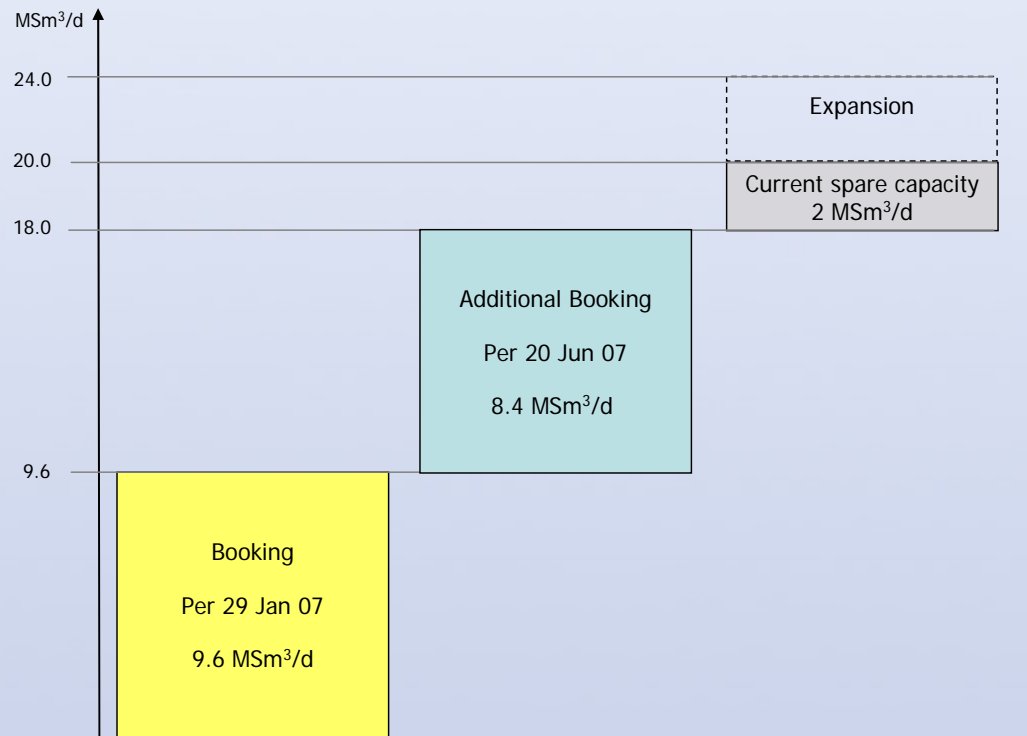 MSm³/d
24.0
Expansion
20.0
Current spare capacity
2 MSm³/d
18.0
Additional Booking
Per 20 Jun 07
8.4 MSm³/d
9.6
Booking
Per 29 Jan 07
9.6 MSm³/d